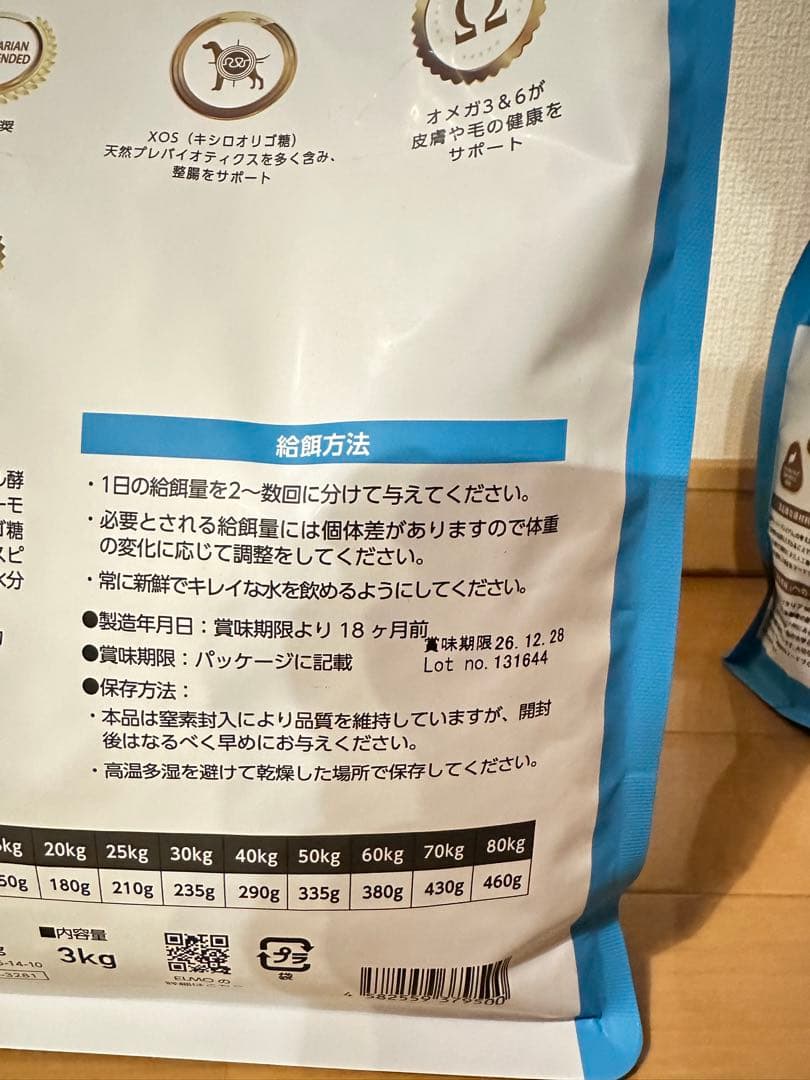 XOS（キシロオリゴ糖）
天然プレバイオティクスを多く含み、
整腸をサポート
オメガ3＆6が
皮膚や毛の健康を
サポート
給餌方法
・1日の給餌量を2〜数回に分けて与えてください。
・必要とされる給餌量には個体差がありますので体重
の変化に応じて調整をしてください。
・常に新鮮でキレイな水を飲めるようにしてください。
●製造年月日：賞味期限より 18 ヶ月前
●賞味期限：パッケージに記載
賞味期限26.12.28
Lot no.131644
●保存方法：
・本品は窒素封入により品質を維持していますが、開封
後はなるべく早めにお与えください。
・高温多湿を避けて乾燥した場所で保存してください。
20kg 25kg 30kg 40kg 50kg 60kg 70kg 80kg
180g 210g 235g 290g 335g 380g 430g 460g
■内容量
3kg
プラ
袋
ELMO の
4 582559 379500